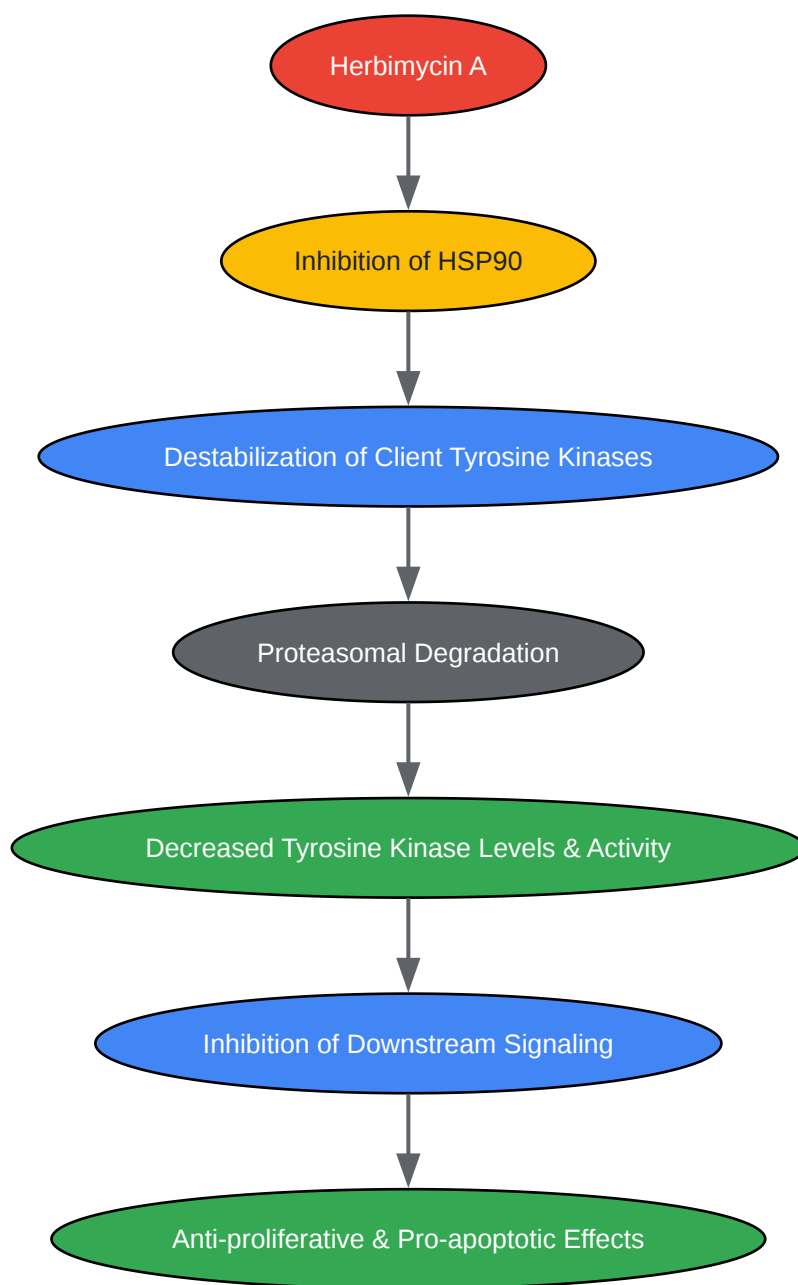 Herbimycin A
Inhibition of HSP90
Destabilization of Client Tyrosine Kinases
Proteasomal Degradation
Decreased Tyrosine Kinase Levels & Activity
Inhibition of Downstream Signaling
Anti-proliferative & Pro-apoptotic Effects